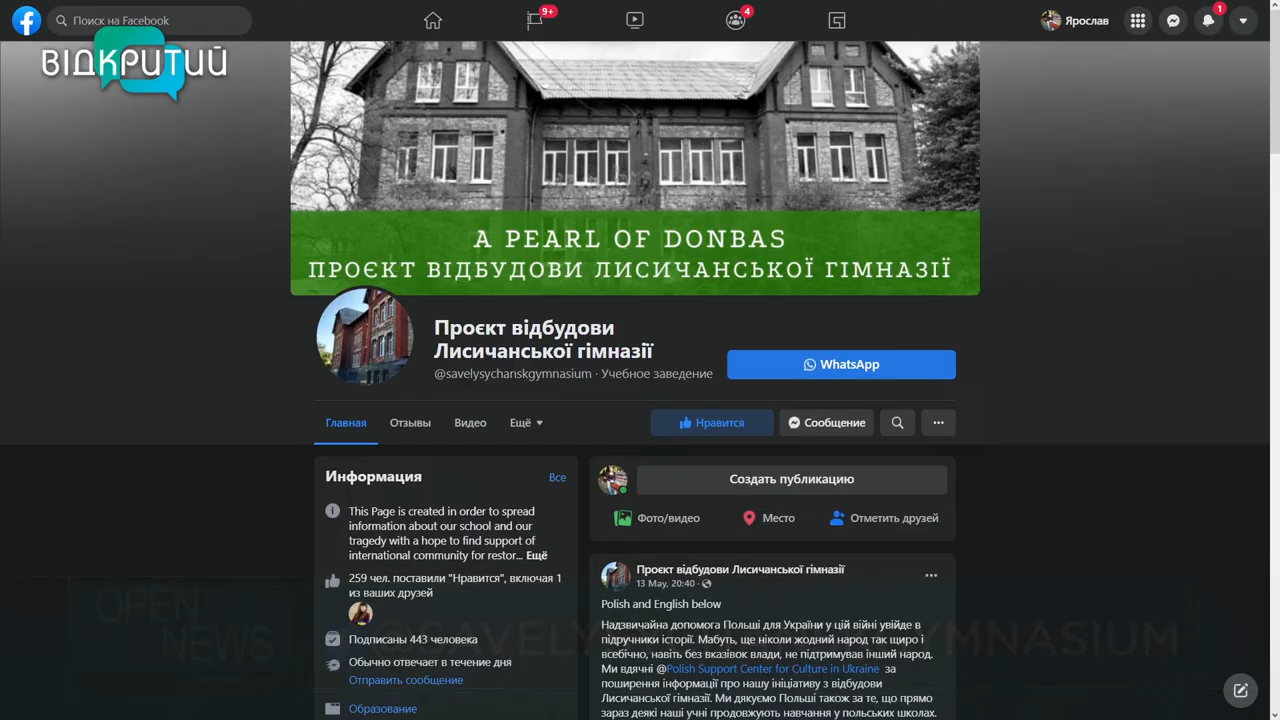 Поиск на Facebook
9+
4
Ярослав
1
ВІДКРИТИЙ
A PEARL OF DONBAS
ПРОЄКТ ВІДБУДОВИ ЛИСИЧАНСЬКОЇ ГІМНАЗІЇ
Проєкт відбудови
Лисичанської гімназії
@savelysychanskgymnasium · Учебное заведение
WhatsApp
Главная
Отзывы
Видео
Ещё
Нравится
Сообщение
Информация
Все
This Page is created in order to spread
information about our school and our
tragedy with a hope to find support of
international community for restor... Ещё
259 чел. поставили "Нравится", включая 1
из ваших друзей
Подписаны 443 человека
Обычно отвечает в течение дня
Отправить сообщение
Образование
Создать публикацию
Фото/видео
Место
Отметить друзей
Проєкт відбудови Лисичанської гімназії
13 May, 20:40 ·
Polish and English below
Надзвичайна допомога Польщі для України у цій війні увійде в
підручники історії. Мабуть, ще ніколи жодний народ так щиро і
всебічно, навіть без вказівок влади, не підтримував інший народ.
Ми вдячні @Polish Support Center for Culture in Ukraine за
поширення інформації про нашу ініціативу з відбудови
Лисичанської гімназії. Ми дякуємо Польщі також за те, що прямо
зараз деякі наші учні продовжують навчання у польських школах.
OPEN
NEWS